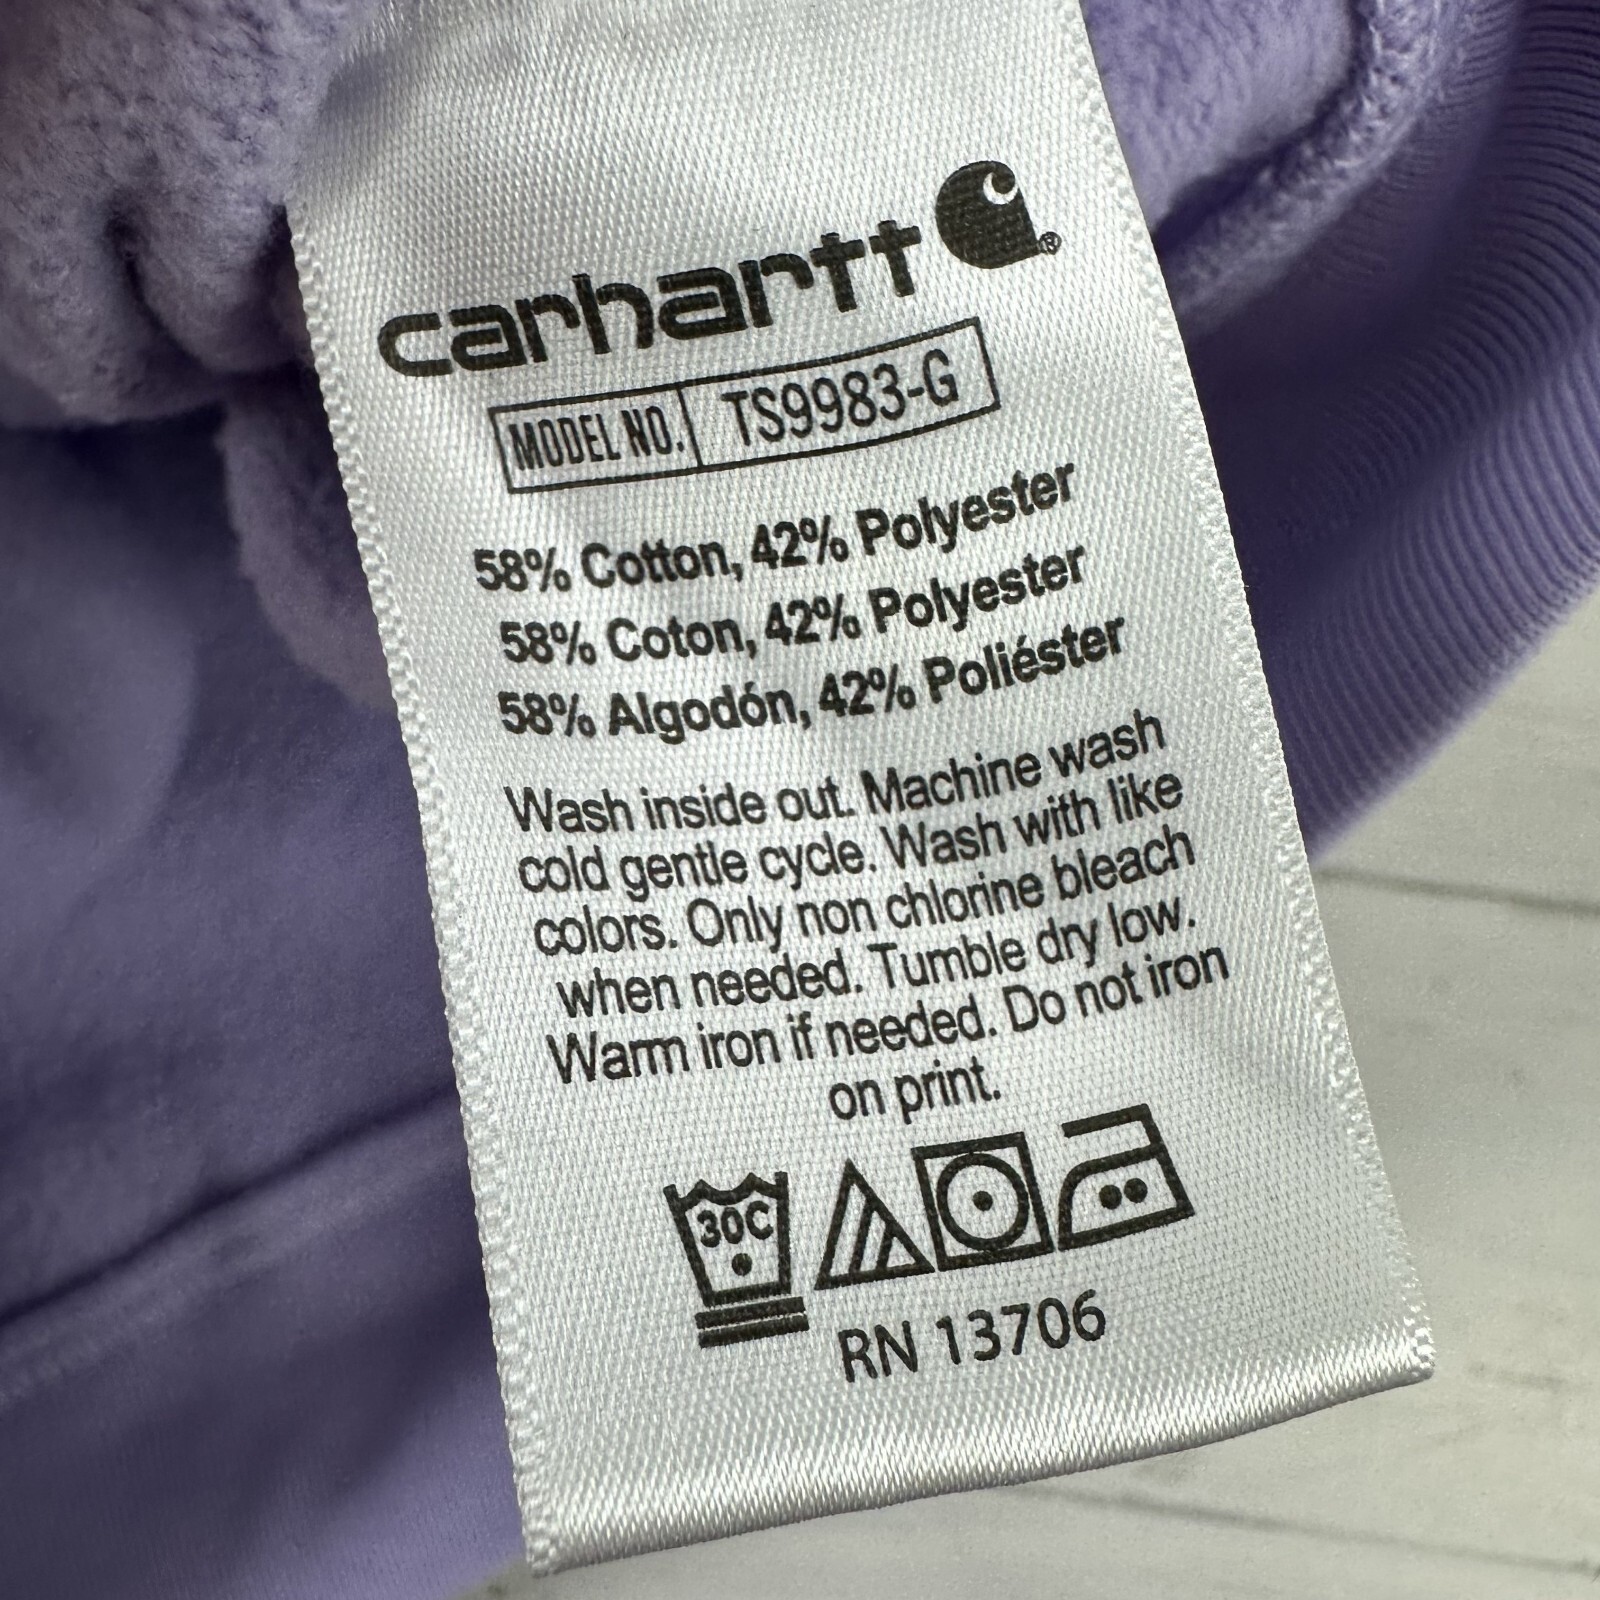 carhartt®
MODEL NO. TS9983-G
58% Cotton, 42% Polyester
58% Coton, 42% Polyester
58% Algodón, 42% Poliéster
Wash inside out. Machine wash
cold gentle cycle. Wash with like
colors. Only non chlorine bleach
when needed. Tumble dry low.
Warm iron if needed. Do not iron
on print.
30C
RN 13706